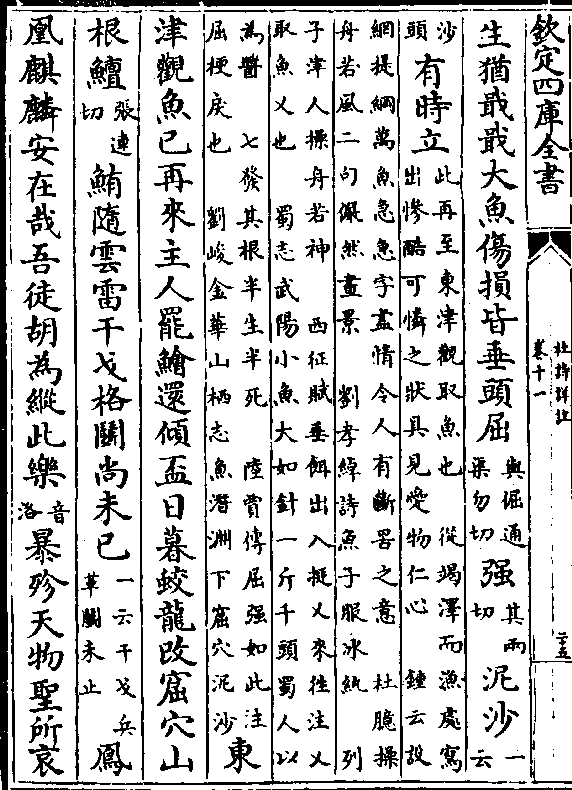 欽定四庫全書
杜詩詳註
卷十一
生猶戢戢大魚傷損皆垂頭屈與倔通渠勿切强其兩切泥沙一云
沙頭有時立此再至東津觀取魚也 從竭澤而漁處寫出慘酷可憐之狀具見愛物仁心 鍾云設
網提綱萬魚急急字盡情令人有斷罟之意 杜臆操舟若風二句儼然畫景 劉孝綽詩魚子服冰紈 列
子津人操舟若神 西征賦垂餌出入挺乂來往注乂取魚乂也 蜀志武陽小魚大如針一斤千頭蜀人以
為醬 七發其根半生半死 陸賈傳屈强如此注屈梗戾也 劉峻金華山栖志魚潛淵下窟穴泥沙東
津觀魚已再來主人罷鱠還傾盃日暮蛟龍改窟穴山
根鱣張連切鮪隨雲雷干戈格鬭尚未已一云干戈兵革鬭未止鳳
凰麒麟安在哉吾徒胡為縱此樂音洛暴殄天物聖所哀